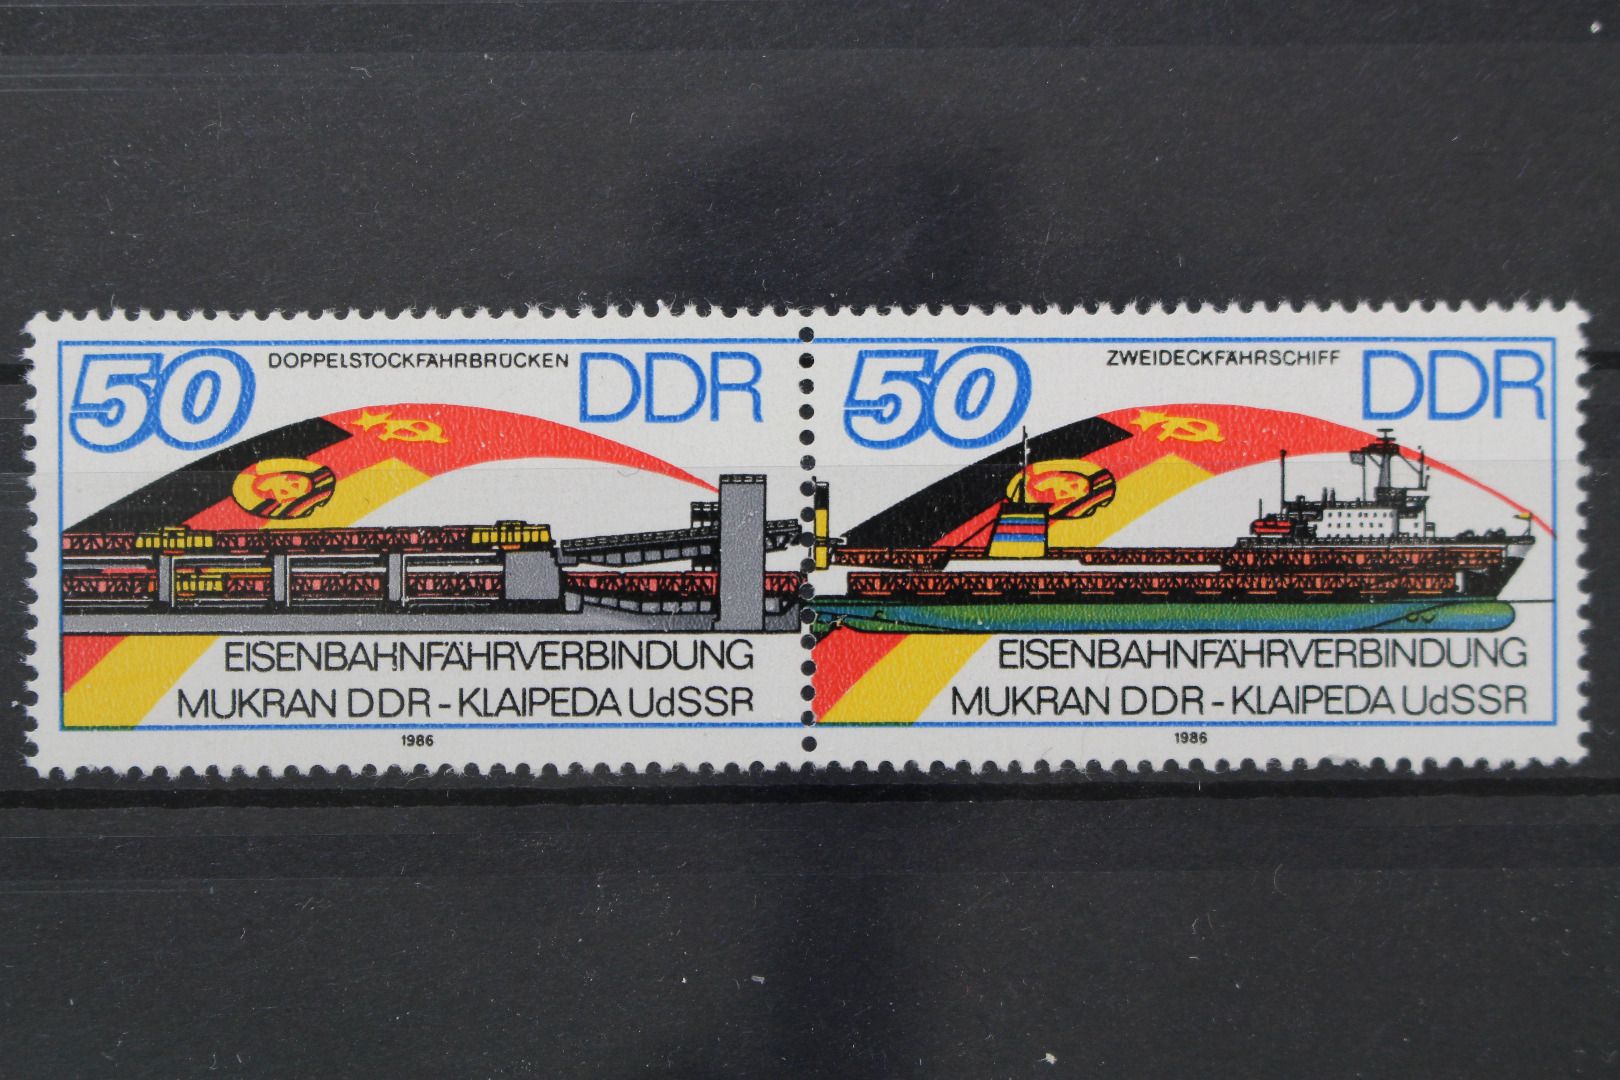 50 DOPPELSTOCKFÄHRBRÜCKEN DDR
EISENBAHNFÄHRVERBINDUNG
MUKRAN DDR - KLAIPEDA UdSSR
1986
50 ZWEIDECKFÄHRSCHIFF DDR
EISENBAHNFÄHRVERBINDUNG
MUKRAN DDR - KLAIPEDA UdSSR
1986